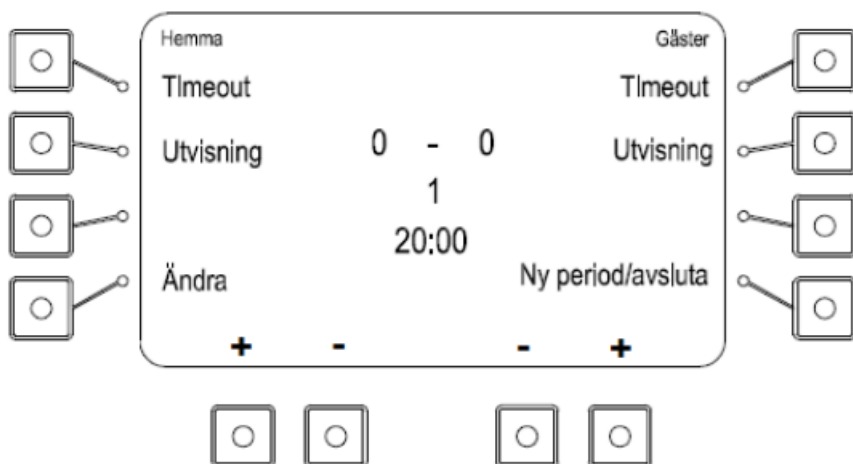 Hemma Gäster
TImeout TImeout
Utvisning 0 - 0 Utvisning
1
20:00
Ändra Ny period/avsluta
+ - - +